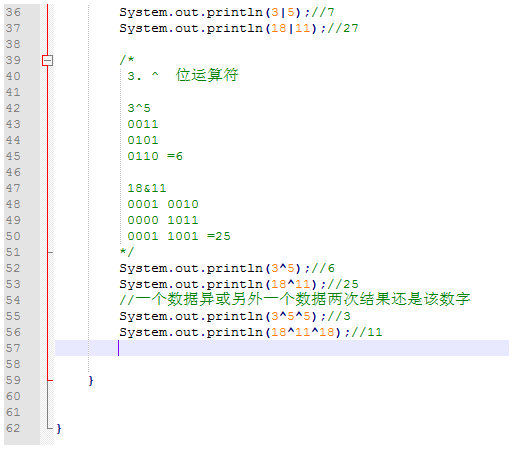 36 System.out.println(3|5);//7
37 System.out.println(18|11);//27
38
39 /*
40 3. ^ 位运算符
41
42 3^5
43 0011
44 0101
45 0110 =6
46
47 18&11
48 0001 0010
49 0000 1011
50 0001 1001 =25
51 */
52 System.out.println(3^5);//6
53 System.out.println(18^11);//25
54 //一个数据异或另外一个数据两次结果还是该数字
55 System.out.println(3^5^5);//3
56 System.out.println(18^11^18);//11
57
58
59 }
60
61
62 }